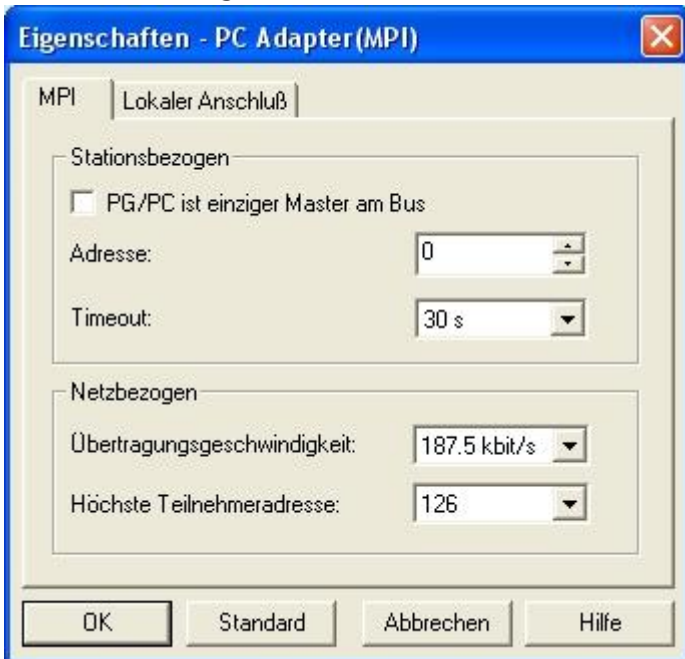 Eigenschaften - PC Adapter(MPI)
MPI
Lokaler Anschluß
Stationsbezogen
PG/PC ist einziger Master am Bus
Adresse:
0
Timeout:
30 s
Netzbezogen
Übertragungsgeschwindigkeit:
187.5 kbit/s
Höchste Teilnehmeradresse:
126
OK
Standard
Abbrechen
Hilfe